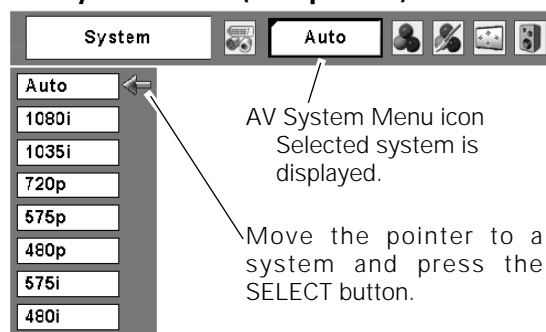 System
Auto
Auto
1080i
1035i
720p
575p
480p
575i
480i
AV System Menu icon
Selected system is
displayed.
Move the pointer to a
system and press the
SELECT button.